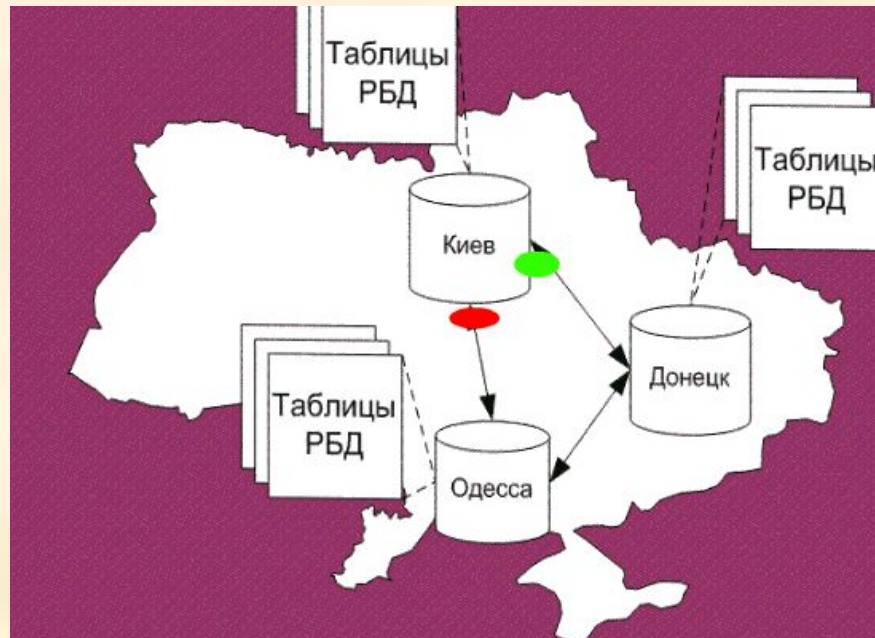 Таблицы
РБД
Таблицы
РБД
Киев
Донецк
Таблицы
РБД
Одесса